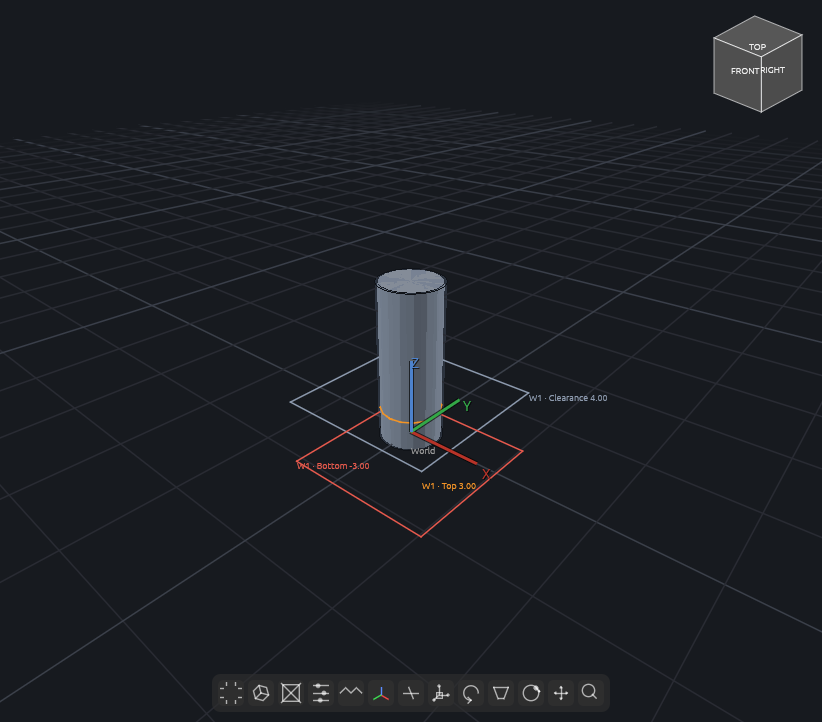 TOP
FRONT
RIGHT
Z
W1 · Clearance 4.00
Y
World
W1 · Bottom -3.00
X
W1 · Top 3.00